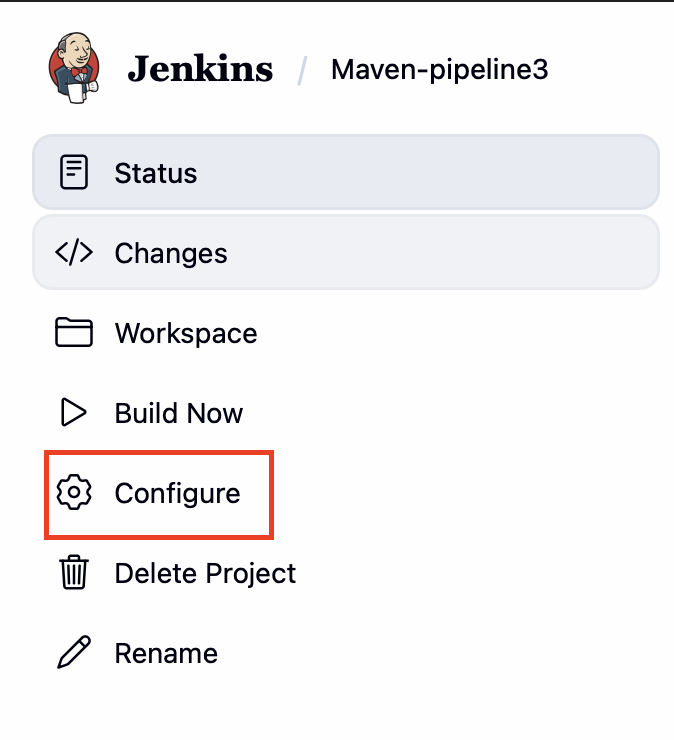 Jenkins / Maven-pipeline3
Status
Changes
Workspace
Build Now
Configure
Delete Project
Rename